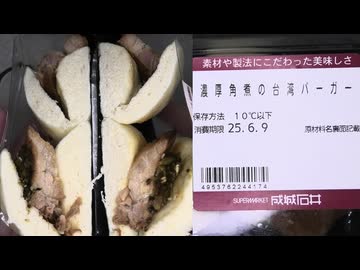 素材や製法にこだわった美味しさ
濃厚角煮の台湾バーガー
保存方法 10℃以下
消費期限 25.6.9 原材料名裏面記載
4953762244174
SUPERMARKET 成城石井